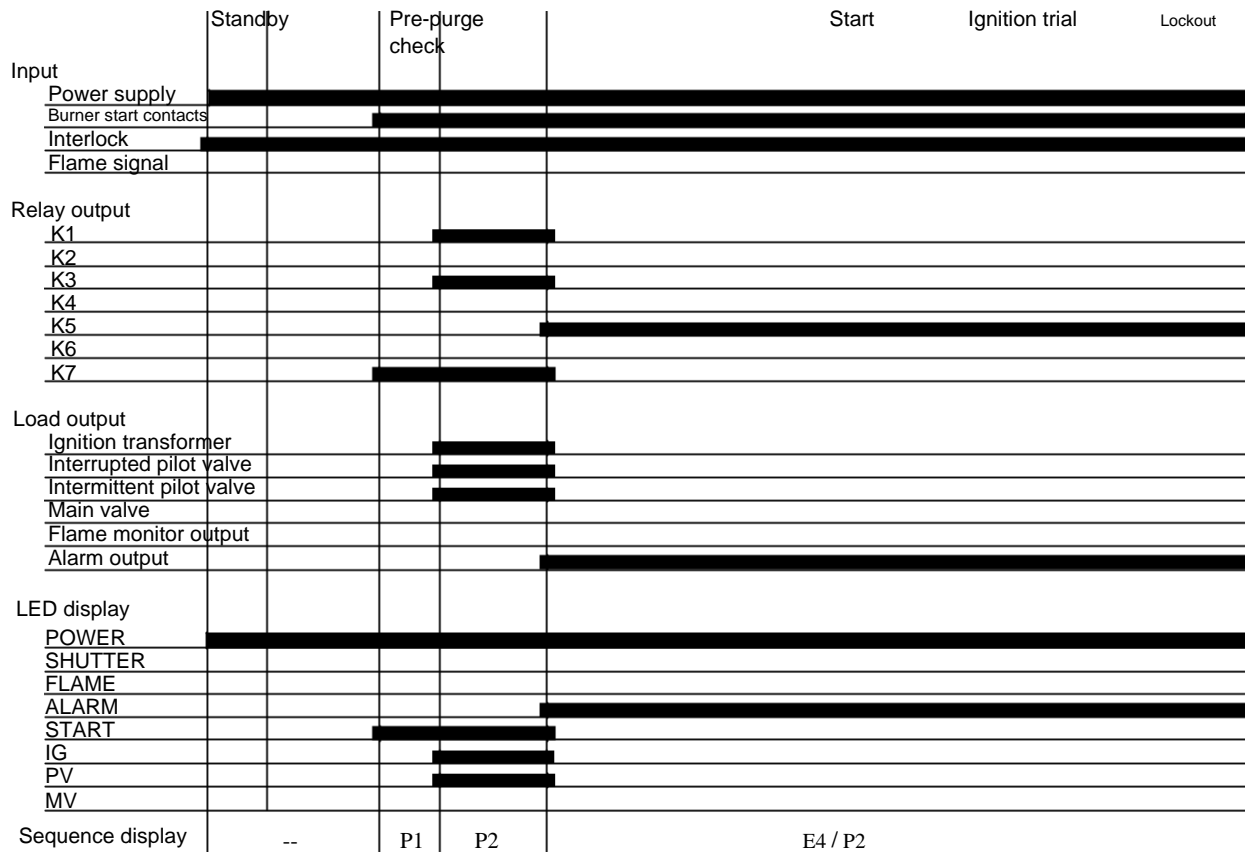 Standby Pre-purge Start Ignition trial Lockout
check
Input
Power supply
Burner start contacts
Interlock
Flame signal
Relay output
K1
K2
K3
K4
K5
K6
K7
Load output
Ignition transformer
Interrupted pilot valve
Intermittent pilot valve
Main valve
Flame monitor output
Alarm output
LED display
POWER
SHUTTER
FLAME
ALARM
START
IG
PV
MV
Sequence display -- P1 P2 E4 / P2